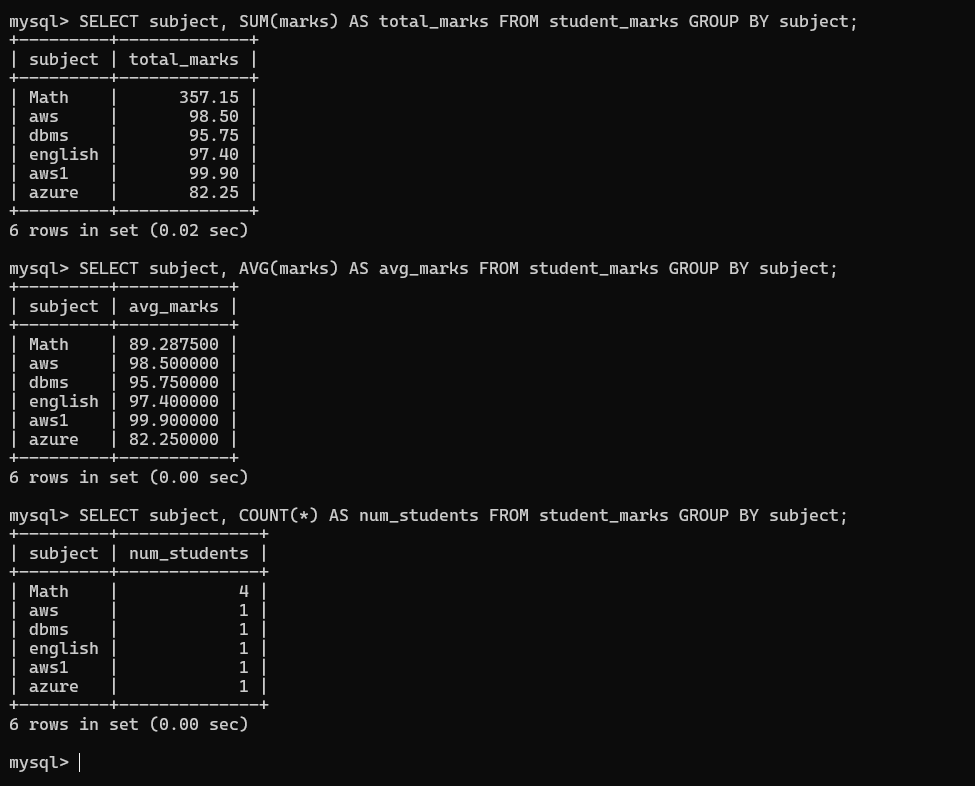 mysql> SELECT subject, SUM(marks) AS total_marks FROM student_marks GROUP BY subject;
+---------+-------------+
| subject | total_marks |
+---------+-------------+
| Math    |      357.15 |
| aws     |       98.50 |
| dbms    |       95.75 |
| english |       97.40 |
| aws1    |       99.90 |
| azure   |       82.25 |
+---------+-------------+
6 rows in set (0.02 sec)

mysql> SELECT subject, AVG(marks) AS avg_marks FROM student_marks GROUP BY subject;
+---------+-----------+
| subject | avg_marks |
+---------+-----------+
| Math    | 89.287500 |
| aws     | 98.500000 |
| dbms    | 95.750000 |
| english | 97.400000 |
| aws1    | 99.900000 |
| azure   | 82.250000 |
+---------+-----------+
6 rows in set (0.00 sec)

mysql> SELECT subject, COUNT(*) AS num_students FROM student_marks GROUP BY subject;
+---------+--------------+
| subject | num_students |
+---------+--------------+
| Math    |            4 |
| aws     |            1 |
| dbms    |            1 |
| english |            1 |
| aws1    |            1 |
| azure   |            1 |
+---------+--------------+
6 rows in set (0.00 sec)

mysql>